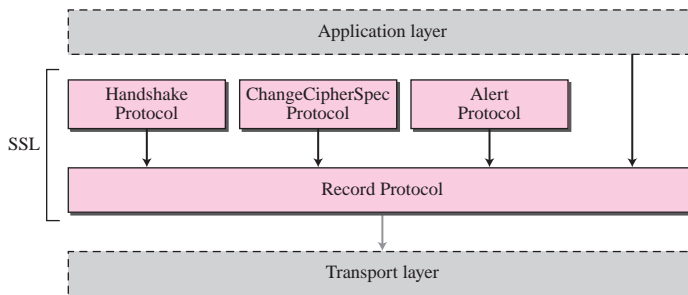 Application layer
SSL
Handshake
Protocol
ChangeCipherSpec
Protocol
Alert
Protocol
Record Protocol
Transport layer